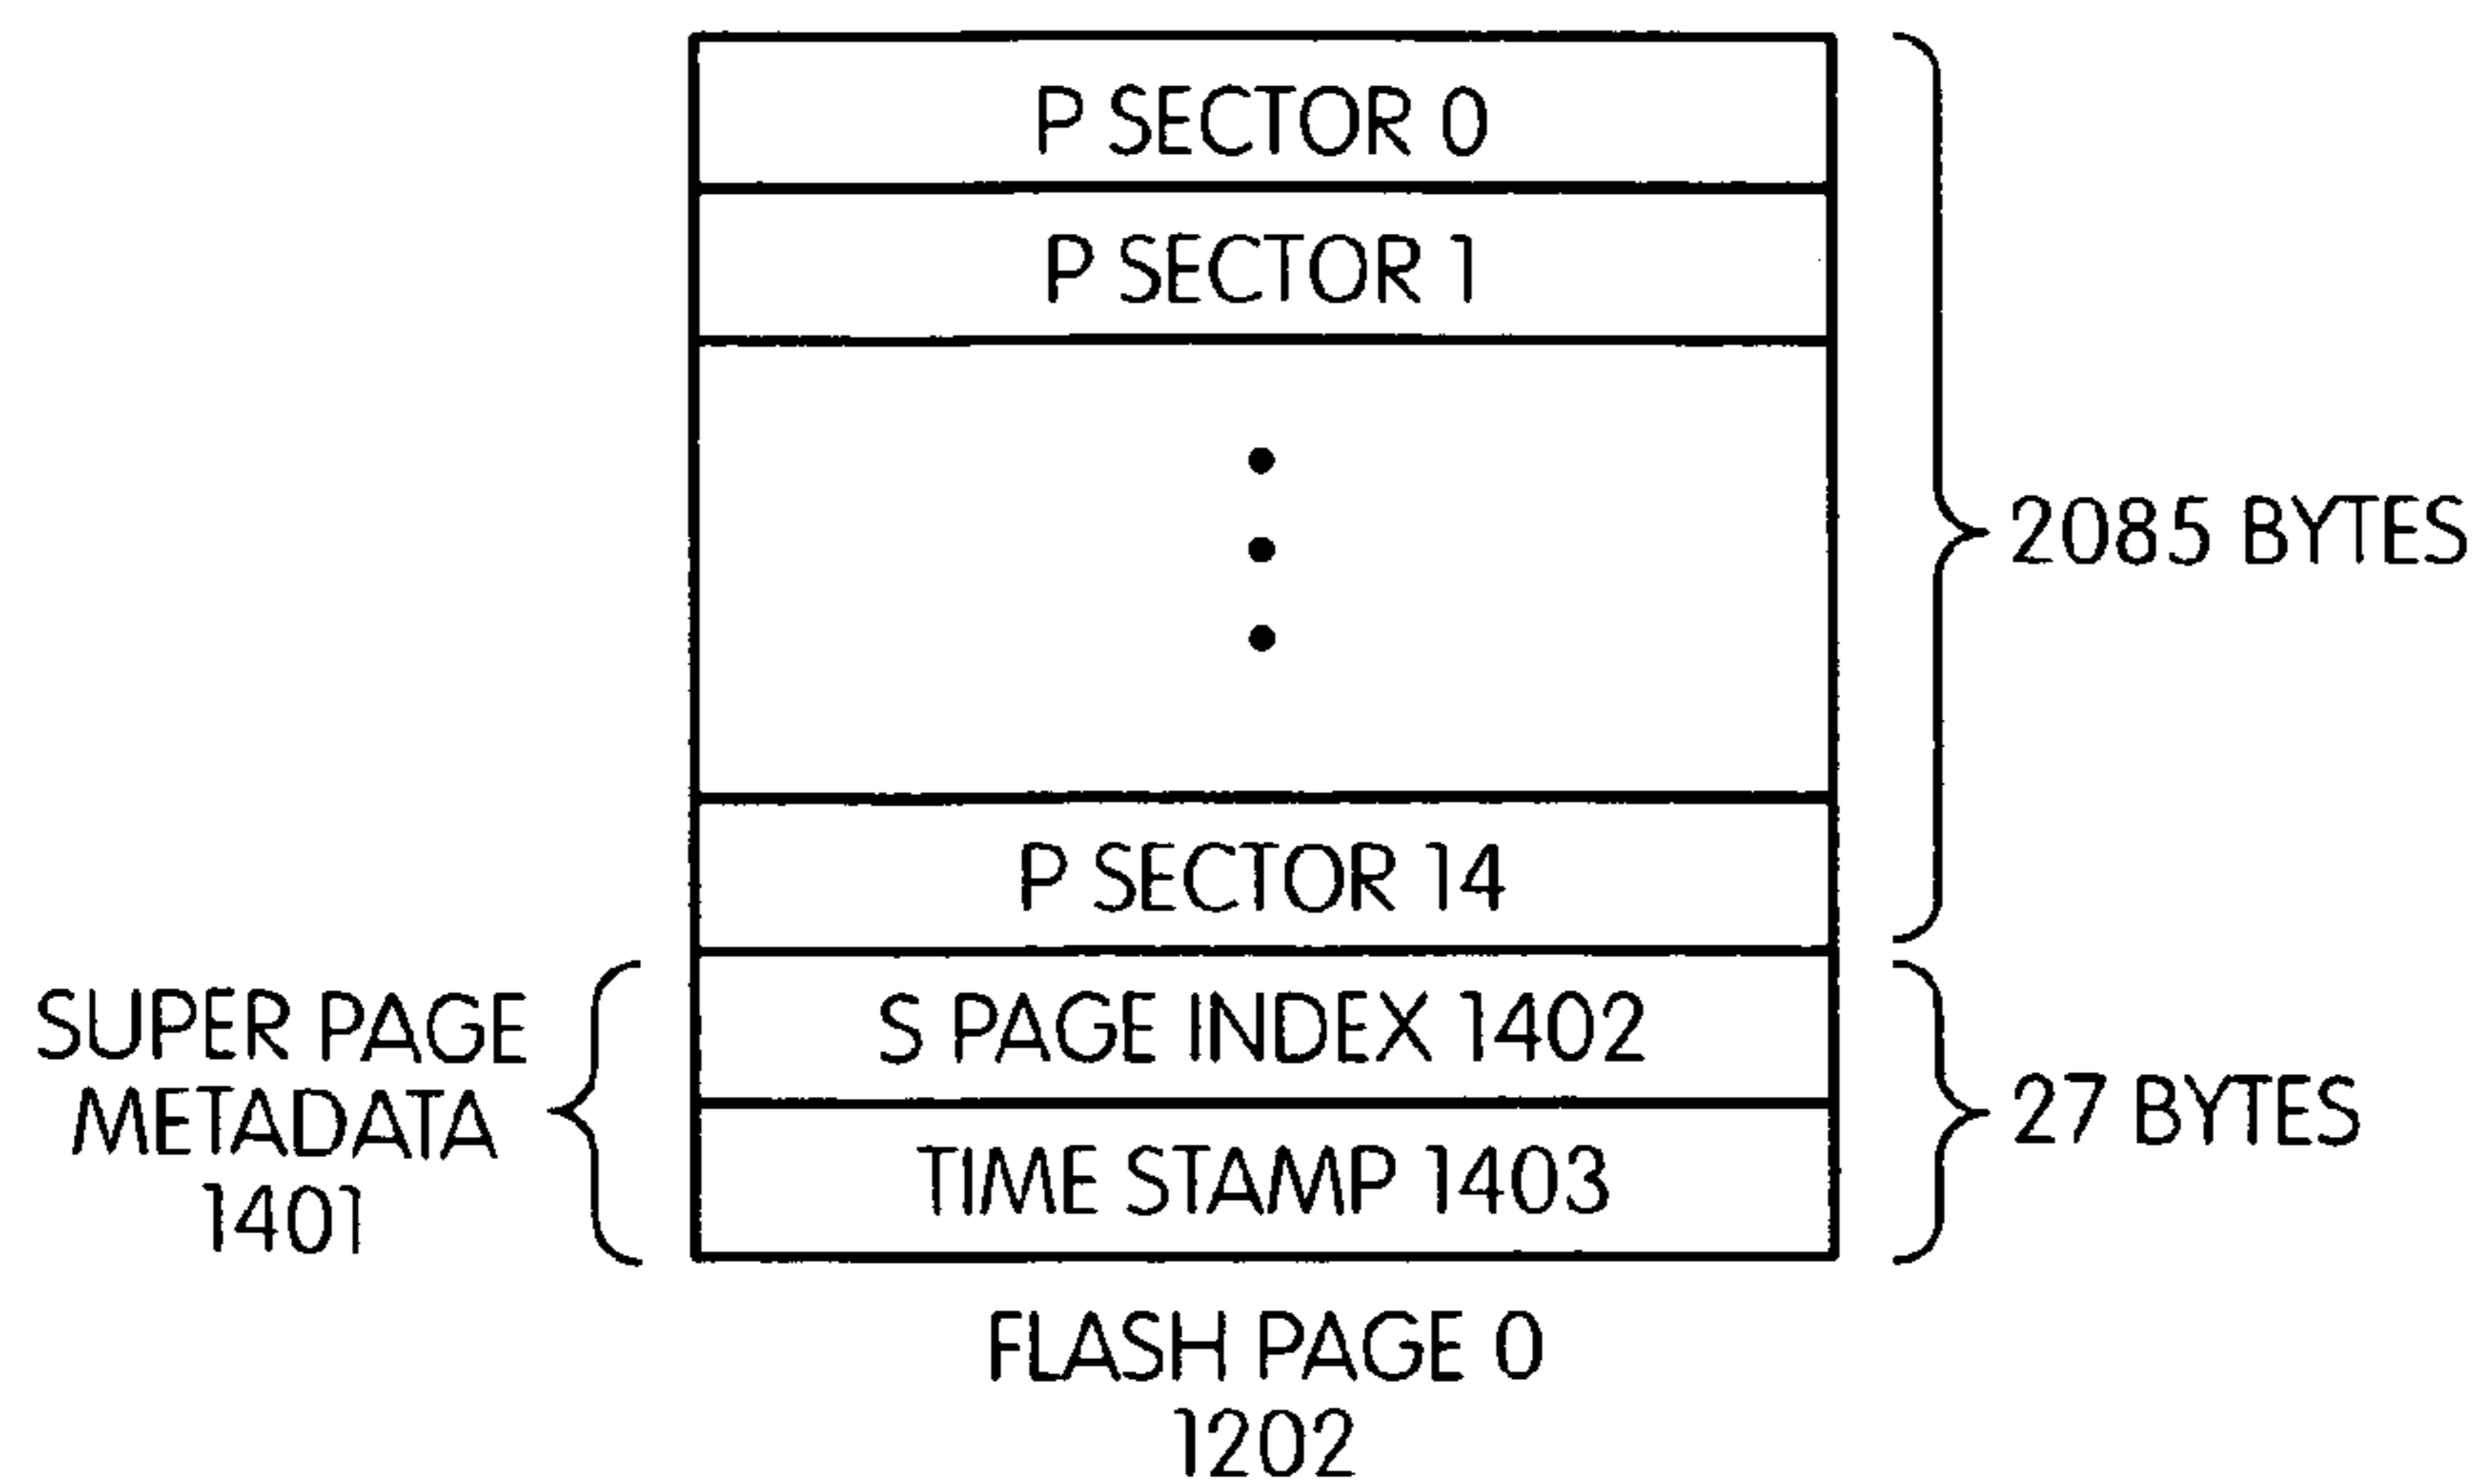 P SECTOR 0
P SECTOR 1
2085 BYTES
P SECTOR 14
SUPER PAGE
METADATA
1401
S PAGE INDEX 1402
TIME STAMP 1403
27 BYTES
FLASH PAGE 0
1202